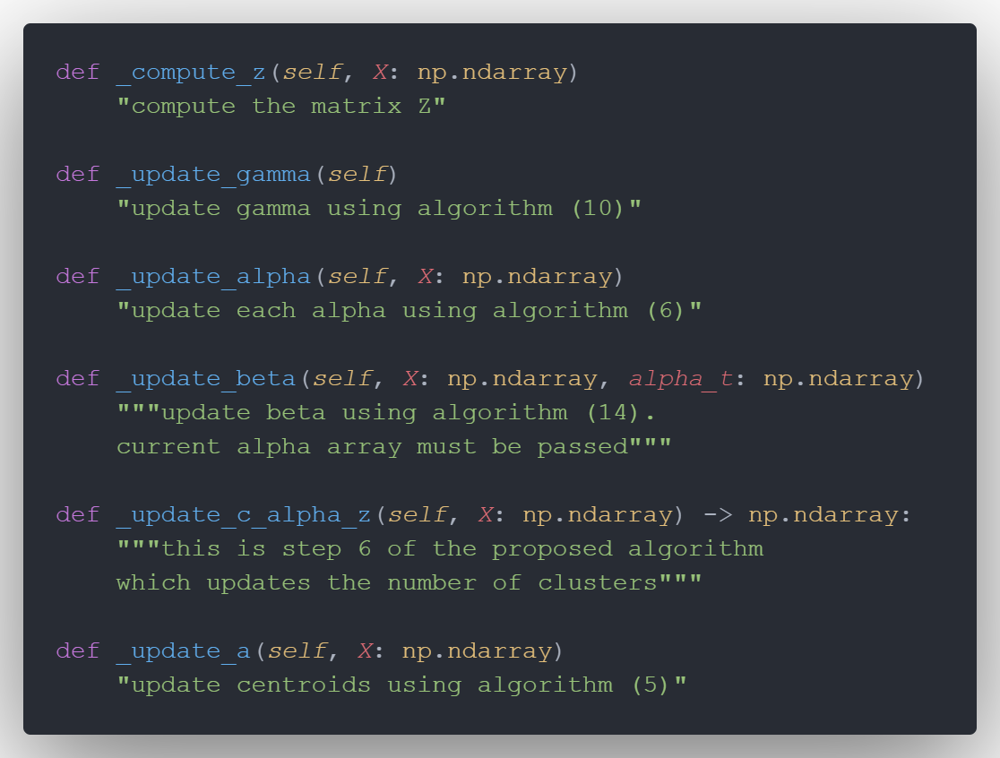 def _compute_z(self, X: np.ndarray)
    "compute the matrix Z"
def _update_gamma(self)
    "update gamma using algorithm (10)"
def _update_alpha(self, X: np.ndarray)
    "update each alpha using algorithm (6)"
def _update_beta(self, X: np.ndarray, alpha_t: np.ndarray)
    """update beta using algorithm (14).
    current alpha array must be passed"""
def _update_c_alpha_z(self, X: np.ndarray) -> np.ndarray:
    """this is step 6 of the proposed algorithm
    which updates the number of clusters"""
def _update_a(self, X: np.ndarray)
    "update centroids using algorithm (5)"